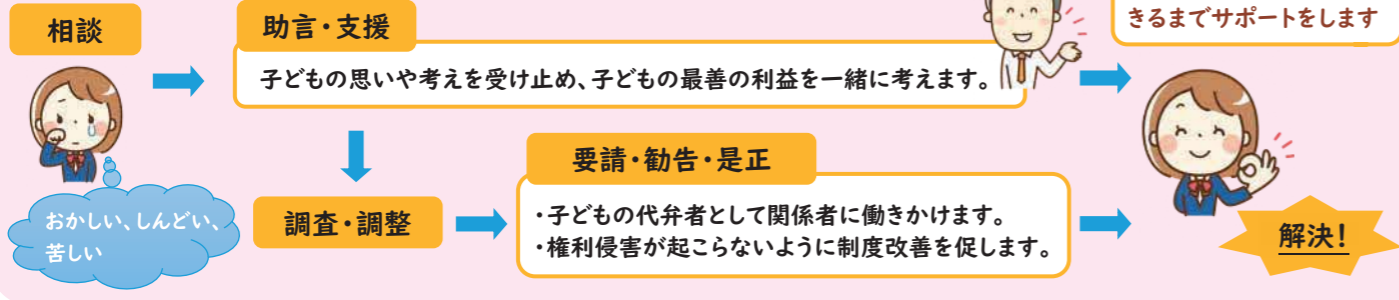 相談
助言・支援
きるまでサポートをします
子どもの思いや考えを受け止め、子どもの最善の利益を一緒に考えます。
要請・勧告・是正
おかしい、しんどい、
苦しい
調査・調整
・子どもの代弁者として関係者に働きかけます。
・権利侵害が起こらないように制度改善を促します。
解決!